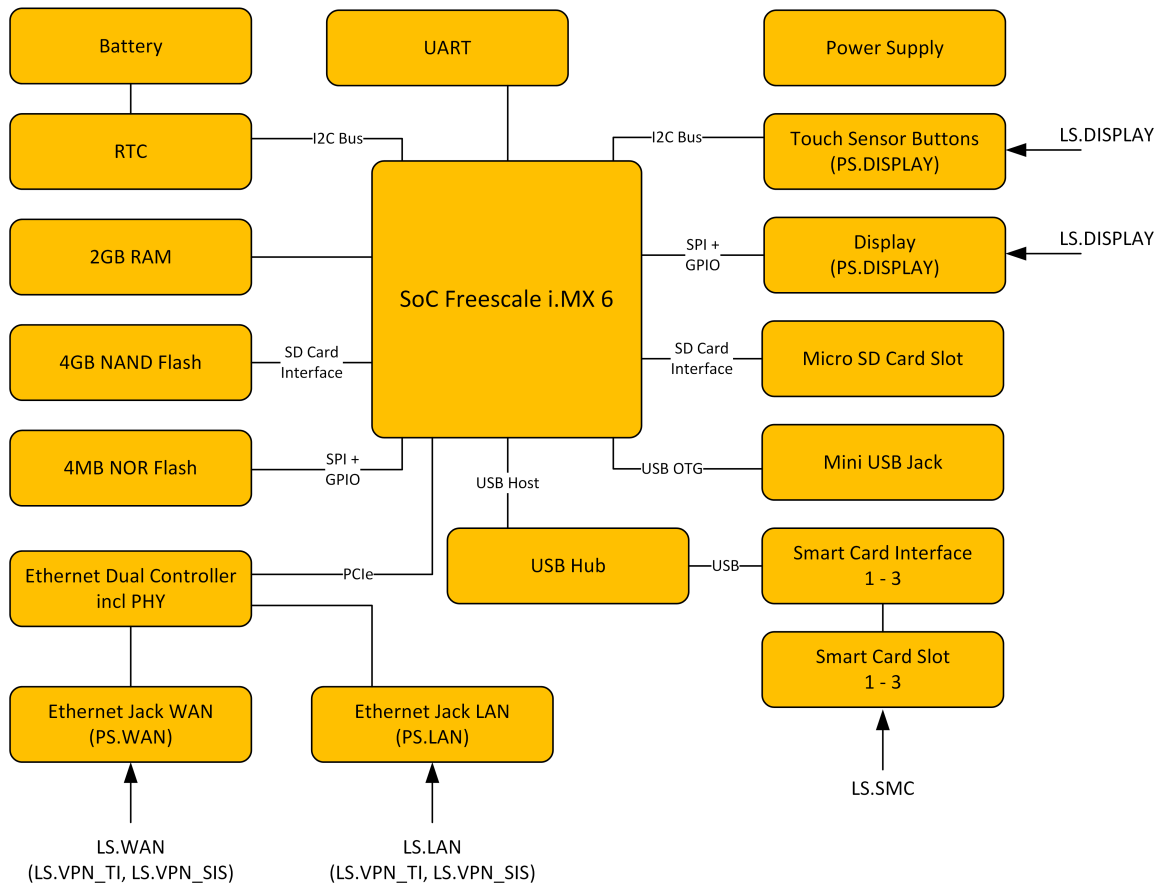 Battery
UART
Power Supply
RTC
I2C Bus
I2C Bus
Touch Sensor Buttons
(PS.DISPLAY)
LS.DISPLAY
2GB RAM
SoC Freescale i.MX 6
SPI +
GPIO
Display
(PS.DISPLAY)
LS.DISPLAY
4GB NAND Flash
SD Card
Interface
SD Card
Interface
Micro SD Card Slot
4MB NOR Flash
SPI +
GPIO
USB Host
USB OTG
Mini USB Jack
Ethernet Dual Controller
incl PHY
PCIe
USB Hub
USB
Smart Card Interface
1 - 3
Smart Card Slot
1 - 3
Ethernet Jack WAN
(PS.WAN)
Ethernet Jack LAN
(PS.LAN)
LS.SMC
LS.WAN
(LS.VPN_TI, LS.VPN_SIS)
LS.LAN
(LS.VPN_TI, LS.VPN_SIS)